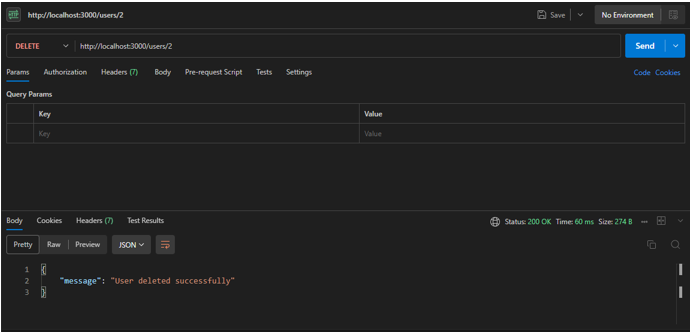 HTTP http://localhost:3000/users/2 Save No Environment
DELETE http://localhost:3000/users/2 Send
Params Authorization Headers (7) Body Pre-request Script Tests Settings Code Cookies
Query Params
Key Value
Key Value
Body Cookies Headers (7) Test Results Status: 200 OK Time: 60 ms Size: 274 B
Pretty Raw Preview JSON
1 {
2 "message": "User deleted successfully"
3 }